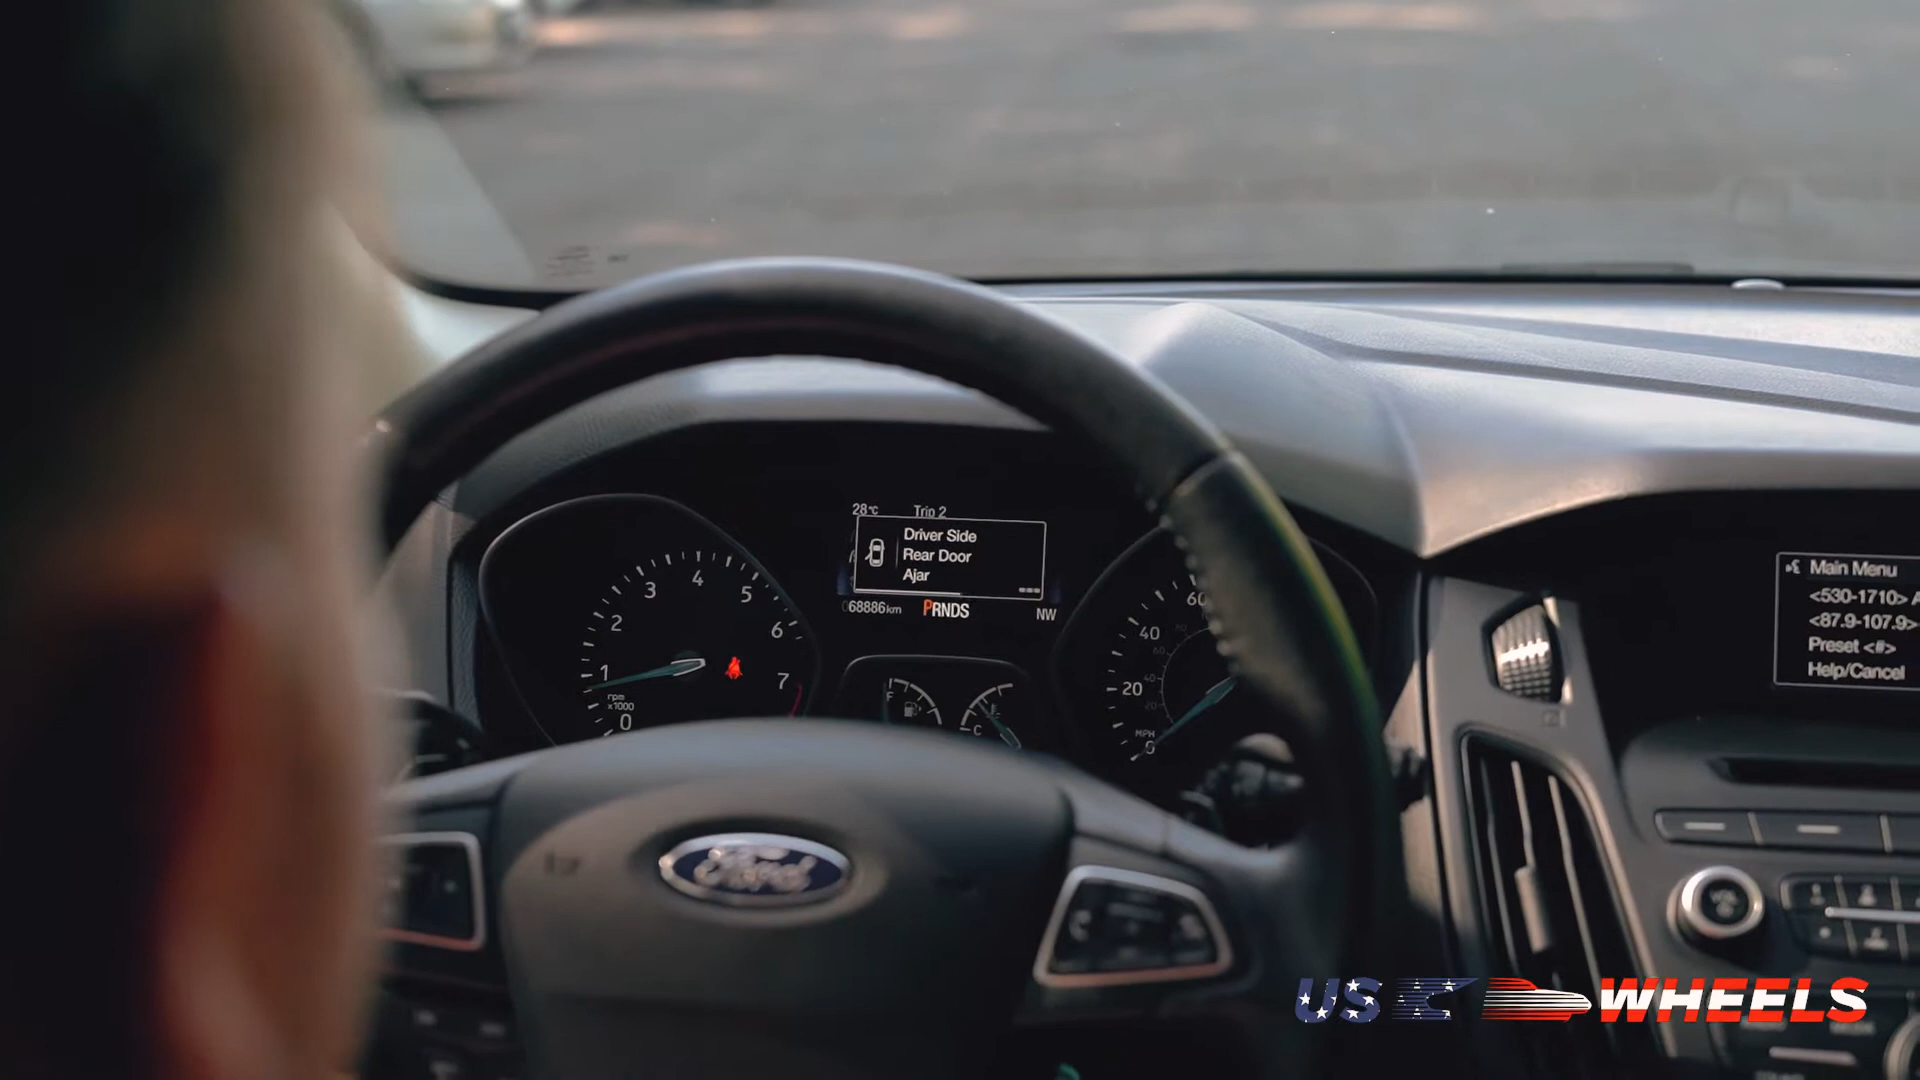 28°C Trip 2
Driver Side
Rear Door
Ajar
068886km PRNDS NW
1 2 3 4 5 6 7
rpm
x1000
0
F
C
60
40
20
MPH
0
Main Menu
<530-1710> A
<87.9-107.9>
Preset <#>
Help/Cancel
Ford
VOL
US WHEELS